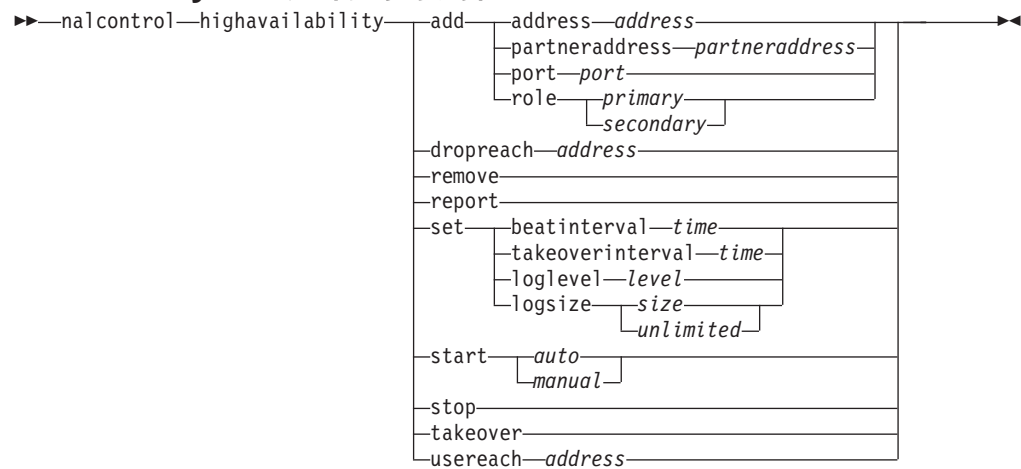 nalcontrol highavailability add address address
partneraddress partneraddress
port port
role primary
secondary
dropreach address
remove
report
set beatinterval time
takeoverinterval time
loglevel level
logsize size
unlimited
start auto
manual
stop
takeover
usereach address